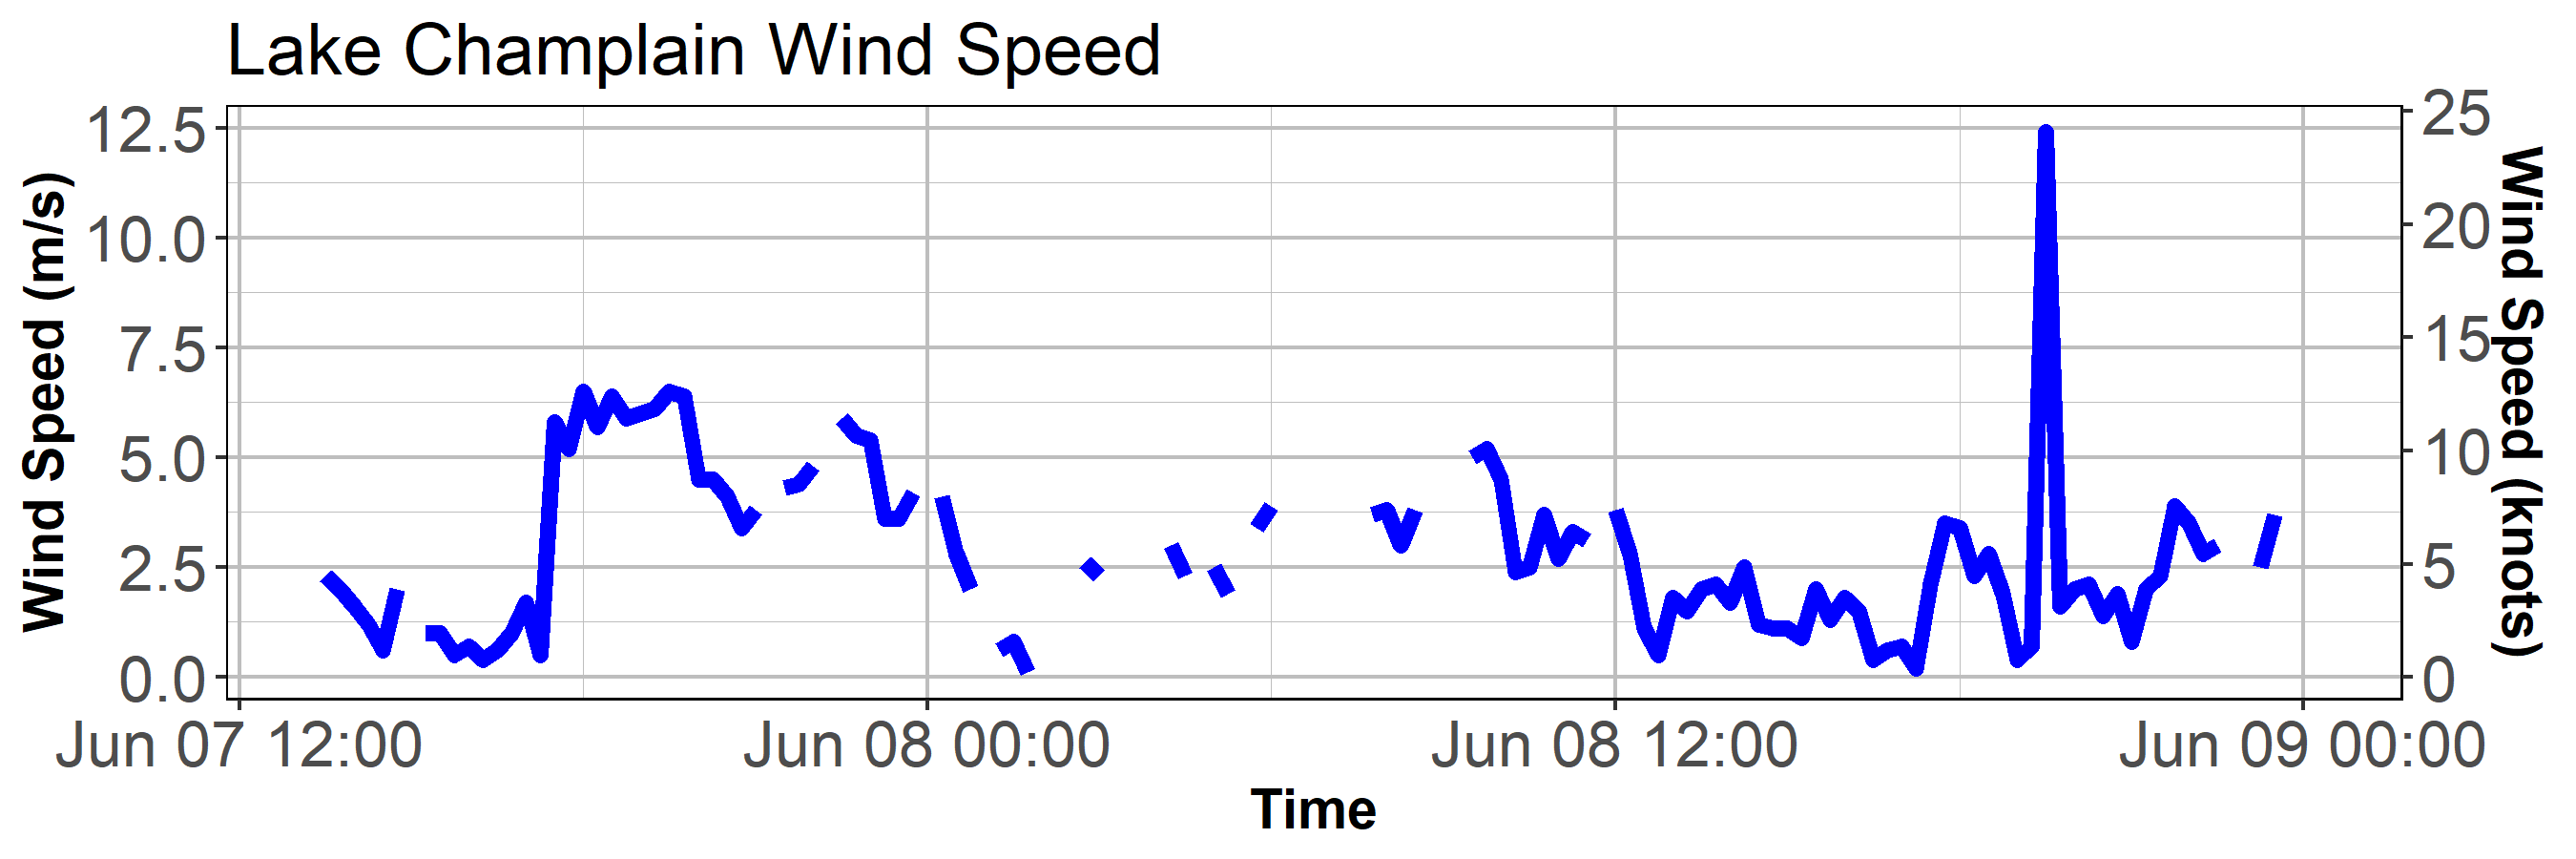 Lake Champlain Wind Speed
12.5
10.0
7.5
5.0
2.5
0.0
Wind Speed (m/s)
25
20
15
10
5
0
Wind Speed (knots)
Jun 07 12:00
Jun 08 00:00
Jun 08 12:00
Jun 09 00:00
Time